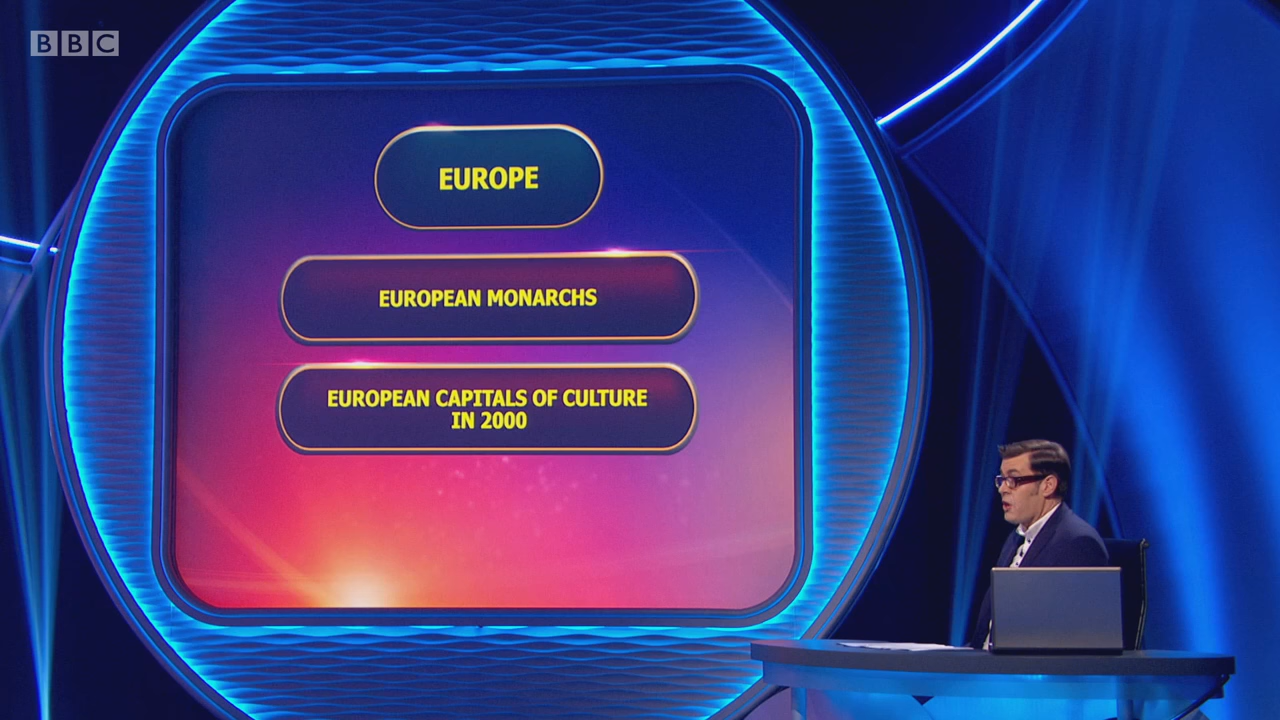 BBC
EUROPE
EUROPEAN MONARCHS
EUROPEAN CAPITALS OF CULTURE
IN 2000